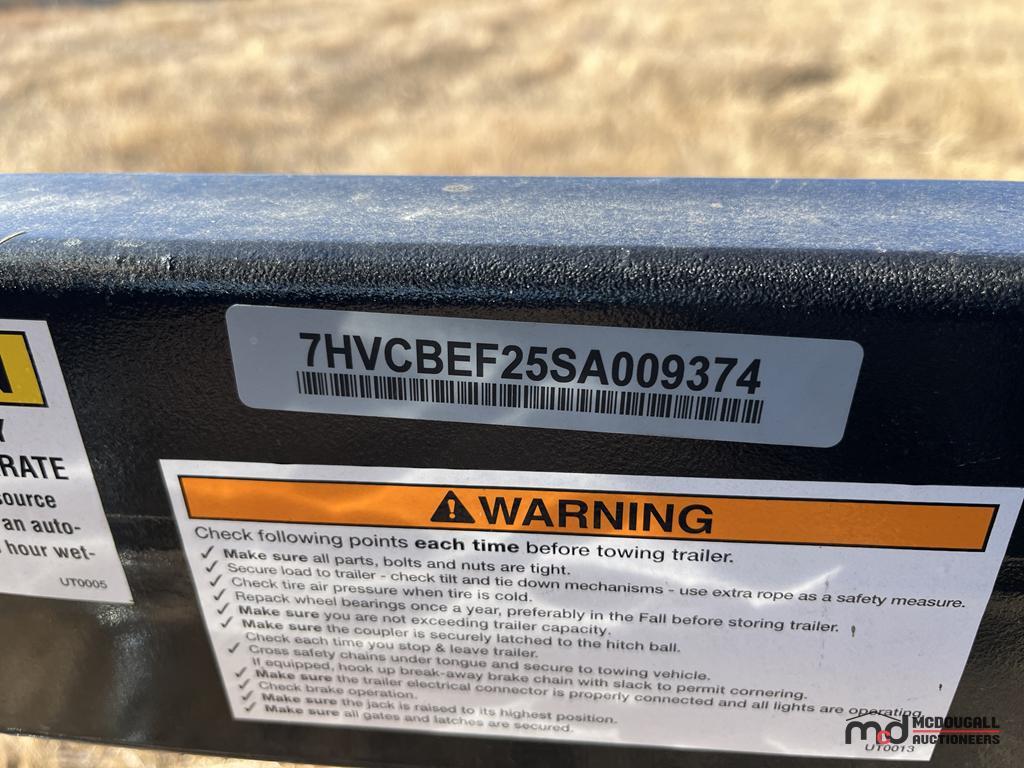 7HVCBEF25SA009374
RATE
source
an auto-
hour wet-
UT0005
WARNING
Check following points each time before towing trailer.
✓ Make sure all parts, bolts and nuts are tight.
✓ Secure load to trailer - check tilt and tie down mechanisms - use extra rope as a safety measure.
✓ Check tire air pressure when tire is cold.
✓ Repack wheel bearings once a year, preferably in the Fall before storing trailer.
✓ Make sure you are not exceeding trailer capacity.
✓ Make sure the coupler is securely latched to the hitch ball.
Check each time you stop & leave trailer.
✓ Cross safety chains under tongue and secure to towing vehicle.
If equipped, hook up break-away brake chain with slack to permit cornering.
✓ Make sure the trailer electrical connector is properly connected and all lights are operating.
✓ Check brake operation.
✓ Make sure the jack is raised to its highest position.
✓ Make sure all gates and latches are secured.
UT0013
mcd MCDOUGALL
AUCTIONEERS